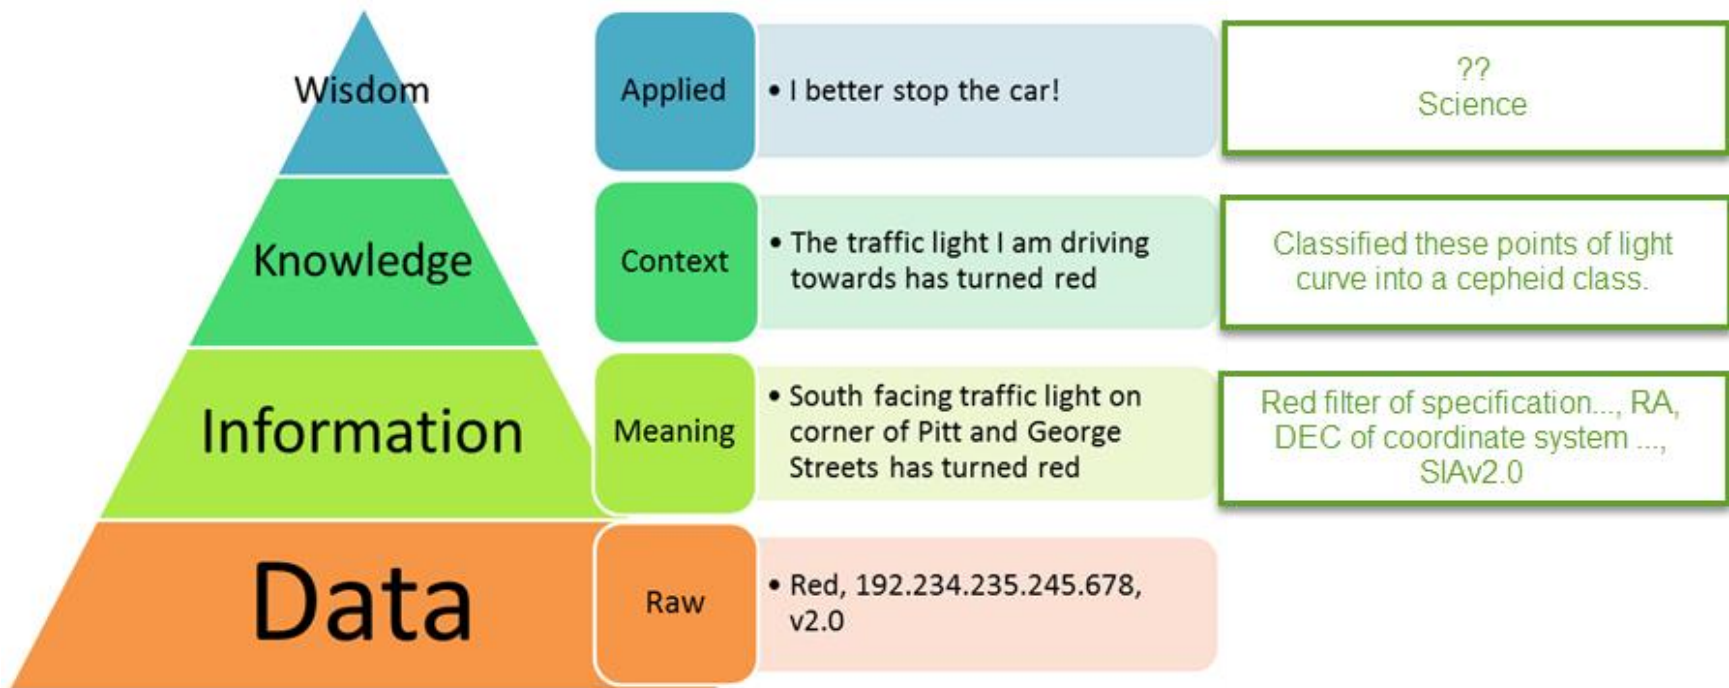 Wisdom
Applied
• I better stop the car!
??
Science
Knowledge
Context
• The traffic light I am driving
towards has turned red
Classified these points of light
curve into a cepheid class.
Information
Meaning
• South facing traffic light on
corner of Pitt and George
Streets has turned red
Red filter of specification..., RA,
DEC of coordinate system ...,
SIAv2.0
Data
Raw
• Red, 192.234.235.245.678,
v2.0